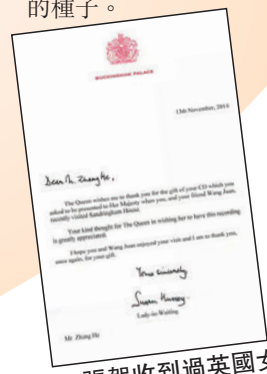 的種子。
BUCKINGHAM PALACE
13th November, 2014
Dear Mr. Zhang He,
The Queen wishes me to thank you for the gift of your CD which you
asked to be presented to Her Majesty when you, and your friend Wang Juan,
recently visited Sandringham House.
Your kind thought for The Queen in wishing her to have this recording
is greatly appreciated.
I hope you and Wang Juan enjoyed your visit and I am to thank you,
once again, for your gift.
Yours sincerely
Susan Hussey
Lady-in-Waiting
Mr Zhang He
張賀收到過英國女